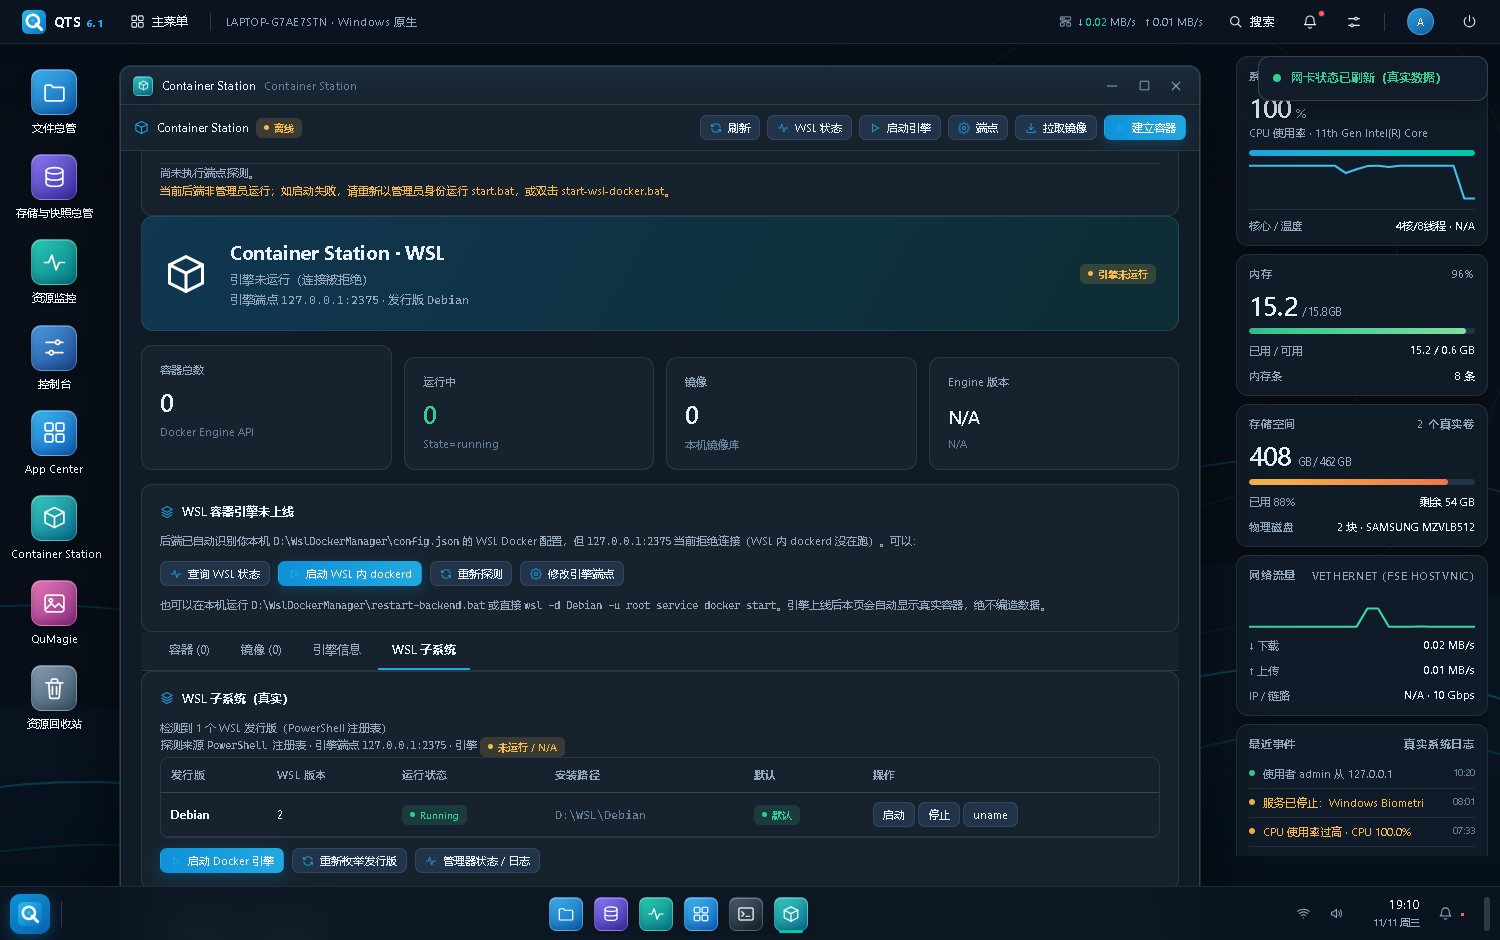 QTS 6.1
主菜单
LAPTOP-G7AE7STN · Windows 原生
↓0.02 MB/s ↑0.01 MB/s
搜索
A
文件总管
存储与快照总管
资源监控
控制台
App Center
Container Station
QuMagie
资源回收站
Container Station Container Station
Container Station
离线
刷新
WSL 状态
启动引擎
端点
拉取镜像
建立容器
尚未执行端点探测。
当前后端非管理员运行；如启动失败，请重新以管理员身份运行 start.bat，或双击 start-wsl-docker.bat。
Container Station · WSL
引擎未运行（连接被拒绝）
引擎端点 127.0.0.1:2375 · 发行版 Debian
引擎未运行
容器总数
0
Docker Engine API
运行中
0
State=running
镜像
0
本机镜像库
Engine 版本
N/A
N/A
WSL 容器引擎未上线
后端已自动识别你本机 D:\WslDockerManager\config.json 的 WSL Docker 配置，但 127.0.0.1:2375 当前拒绝连接（WSL 内 dockerd 没在跑）。可以：
查询 WSL 状态
启动 WSL 内 dockerd
重新探测
修改引擎端点
也可以在本机运行 D:\WslDockerManager\restart-backend.bat 或直接 wsl -d Debian -u root service docker start。引擎上线后本页会自动显示真实容器，绝不编造数据。
容器 (0)
镜像 (0)
引擎信息
WSL 子系统
WSL 子系统（真实）
检测到 1 个 WSL 发行版（PowerShell 注册表）
探测来源 PowerShell 注册表 · 引擎端点 127.0.0.1:2375 · 引擎 未运行 / N/A
发行版 WSL 版本 运行状态 安装路径 默认 操作
Debian 2 Running D:\WSL\Debian 默认 启动 停止 uname
启动 Docker 引擎
重新枚举发行版
管理器状态 / 日志
系
网卡状态已刷新（真实数据）
100 %
CPU 使用率 · 11th Gen Intel(R) Core
核心 / 温度 4核/8线程 · N/A
内存 96%
15.2 / 15.8GB
已用 / 可用 15.2 / 0.6 GB
内存条 8 条
存储空间 2 个真实卷
408 GB / 462GB
已用 88% 剩余 54 GB
物理磁盘 2 块 · SAMSUNG MZVLB512
网络流量 VETHERNET (FSE HOSTVNIC)
↓ 下载 0.02 MB/s
↑ 上传 0.01 MB/s
IP / 链路 N/A · 10 Gbps
最近事件 真实系统日志
使用者 admin 从 127.0.0.1 10:20
服务已停止：Windows Biometri 08:01
CPU 使用率过高 · CPU 100.0% 07:33
19:10
11/11 周三